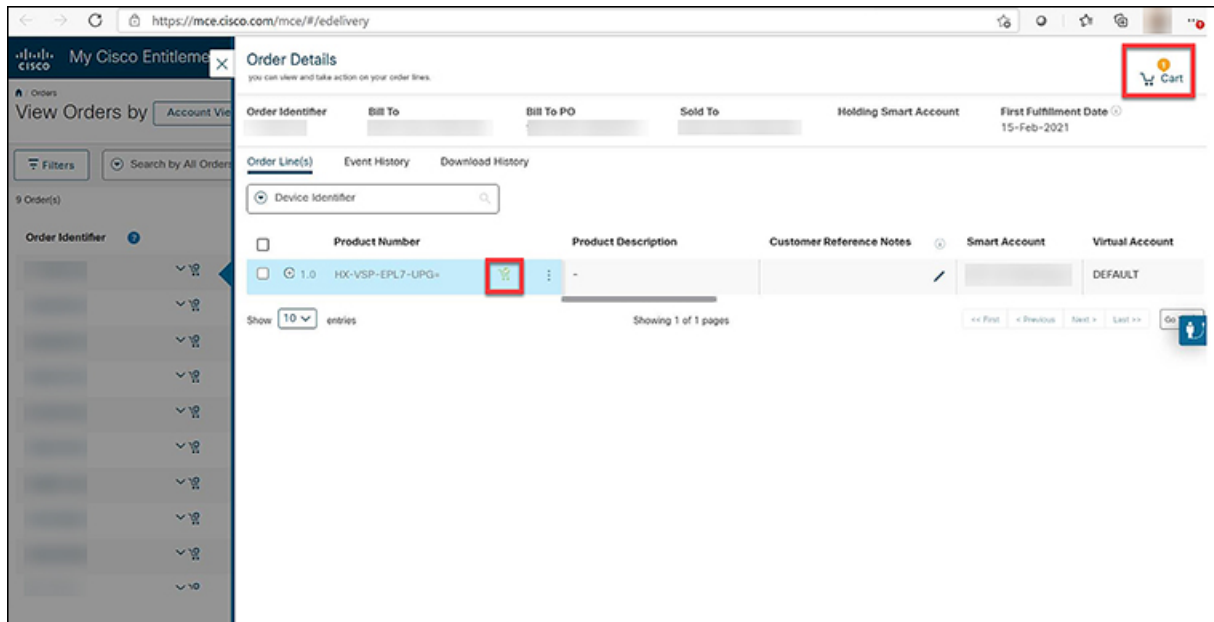 https://mce.cisco.com/mce/#/edelivery
CISCO
My Cisco Entitleme
Orders
View Orders by Account Vie
Filters
Search by All Orders
9 Order(s)
Order Identifier
Order Details
you can view and take action on your order lines.
1
Cart
Order Identifier Bill To Bill To PO Sold To Holding Smart Account First Fulfillment Date
15-Feb-2021
Order Line(s) Event History Download History
Device Identifier
Product Number Product Description Customer Reference Notes Smart Account Virtual Account
1.0 HX-VSP-EPL7-UPG= - DEFAULT
Show 10 entries Showing 1 of 1 pages << First < Previous Next > Last >> Go